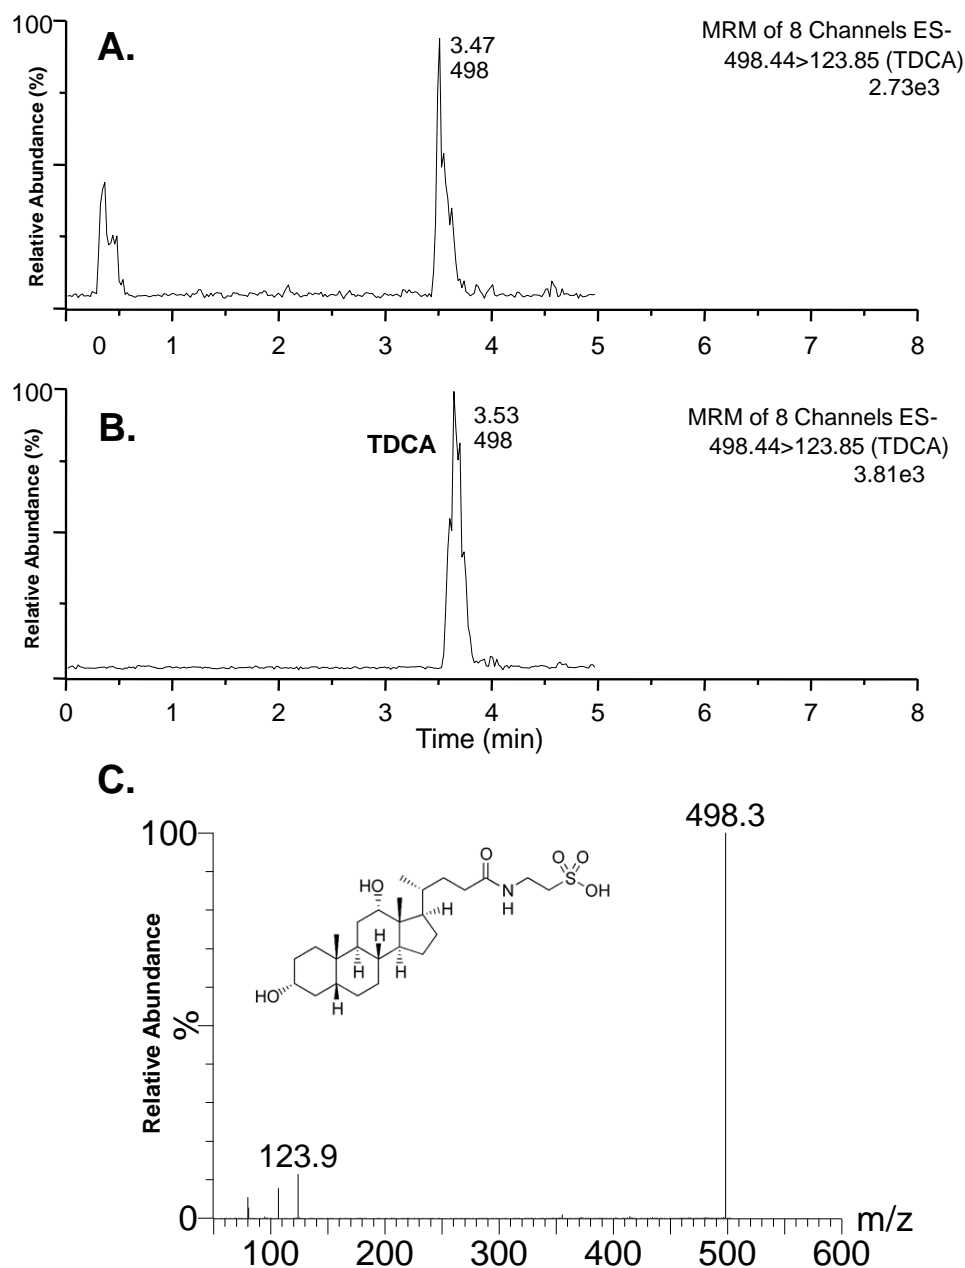 A.
100
Relative Abundance (%)
3.47
498
MRM of 8 Channels ES-
498.44>123.85 (TDCA)
2.73e3
0 1 2 3 4 5 6 7 8
B.
100
Relative Abundance (%)
TDCA
3.53
498
MRM of 8 Channels ES-
498.44>123.85 (TDCA)
3.81e3
0 1 2 3 4 5 6 7 8
Time (min)
C.
100
Relative Abundance
%
0
498.3
O
O O
S
OH
N
H
HO
H
H
H
H
HO
H
123.9
100 200 300 400 500 600
m/z